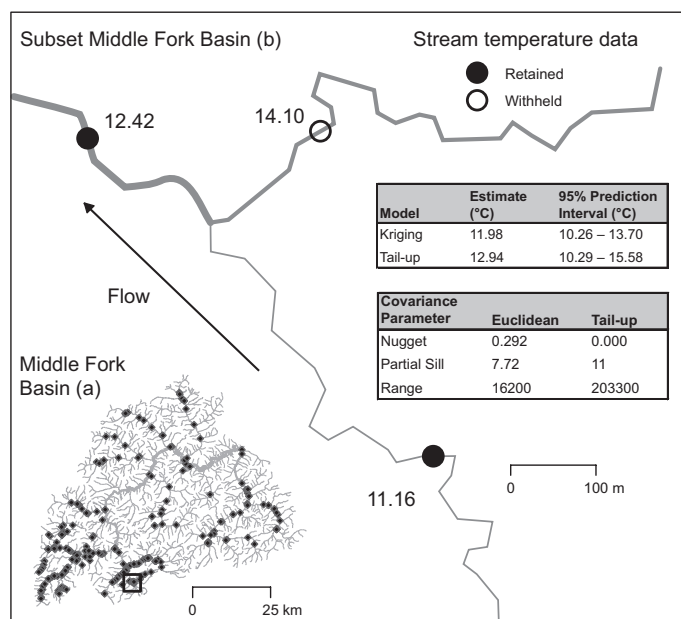 Subset Middle Fork Basin (b)
Stream temperature data
Retained
Withheld
12.42
14.10
Model Estimate (°C) 95% Prediction Interval (°C)
Kriging 11.98 10.26 – 13.70
Tail-up 12.94 10.29 – 15.58
Flow
Covariance Parameter Euclidean Tail-up
Nugget 0.292 0.000
Partial Sill 7.72 11
Range 16200 203300
Middle Fork
Basin (a)
11.16
0 100 m
0 25 km